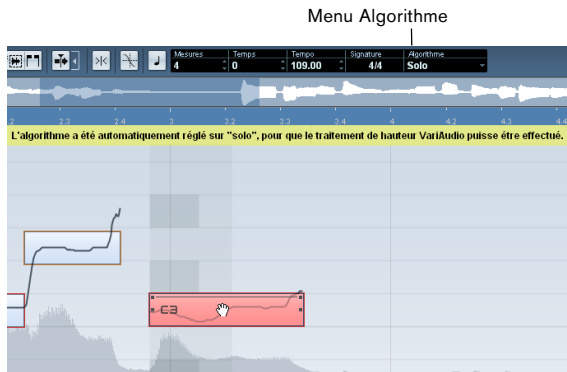 Menu Algorithme
Mesures Temps Tempo Signature Algorithme
4 0 109.00 4/4 Solo
2 2.3 2.4 3 3.2 3.3 3.4 4 4.2 4.3 4.4
L'algorithme a été automatiquement réglé sur "solo", pour que le traitement de hauteur VariAudio puisse être effectué.
C3